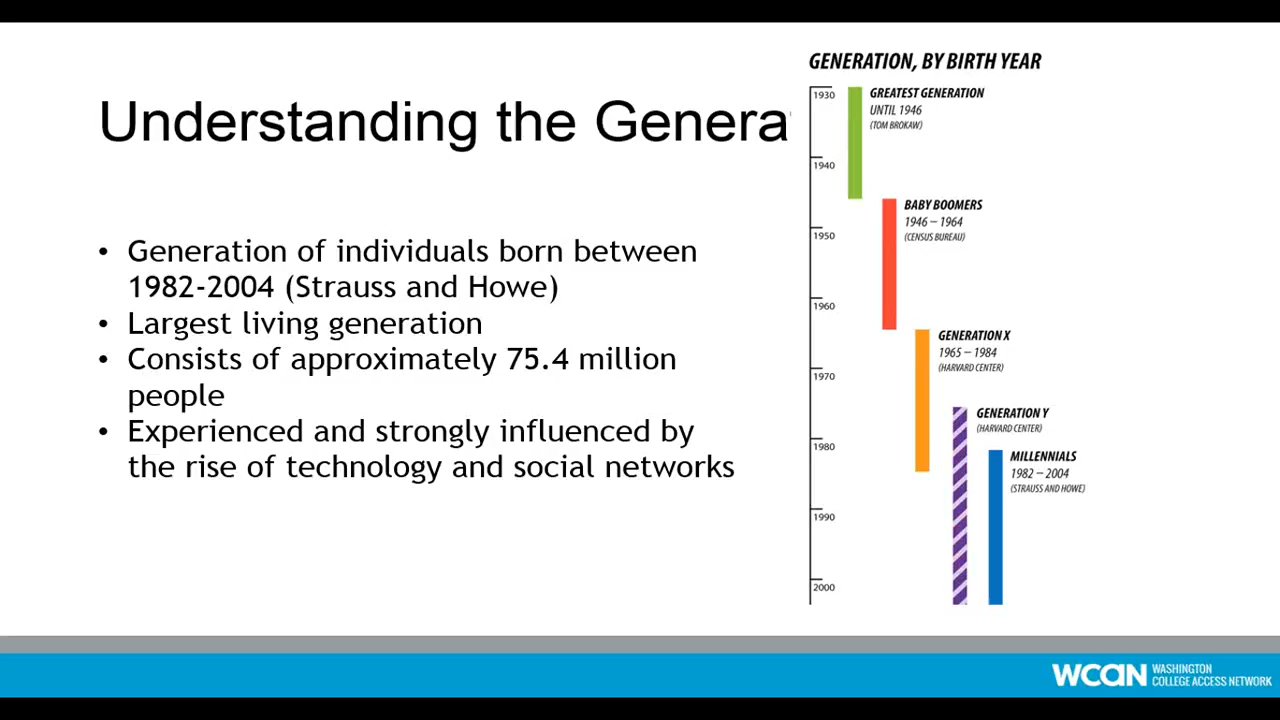 Understanding the Genera
• Generation of individuals born between
1982-2004 (Strauss and Howe)
• Largest living generation
• Consists of approximately 75.4 million
people
• Experienced and strongly influenced by
the rise of technology and social networks
GENERATION, BY BIRTH YEAR
1930
GREATEST GENERATION
UNTIL 1946
(TOM BROKAW)
1940
BABY BOOMERS
1946 – 1964
(CENSUS BUREAU)
1950
1960
GENERATION X
1965 – 1984
(HARVARD CENTER)
1970
GENERATION Y
(HARVARD CENTER)
1980
MILLENNIALS
1982 – 2004
(STRAUSS AND HOWE)
1990
2000
WCAN WASHINGTON
COLLEGE ACCESS NETWORK